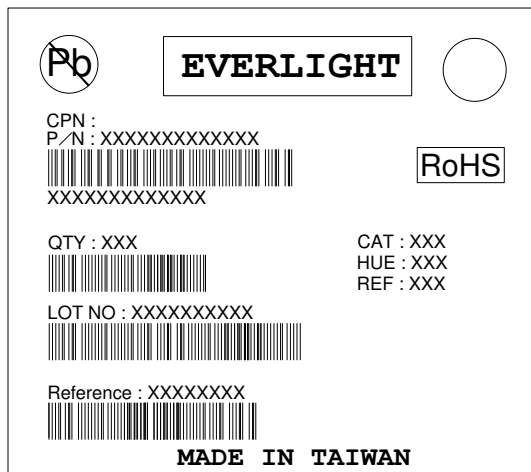 Pb
EVERLIGHT
CPN :
P/N : XXXXXXXXXXXXX
RoHS
XXXXXXXXXXXXX
QTY : XXX
CAT : XXX
HUE : XXX
REF : XXX
LOT NO : XXXXXXXXXX
Reference : XXXXXXXX
MADE IN TAIWAN